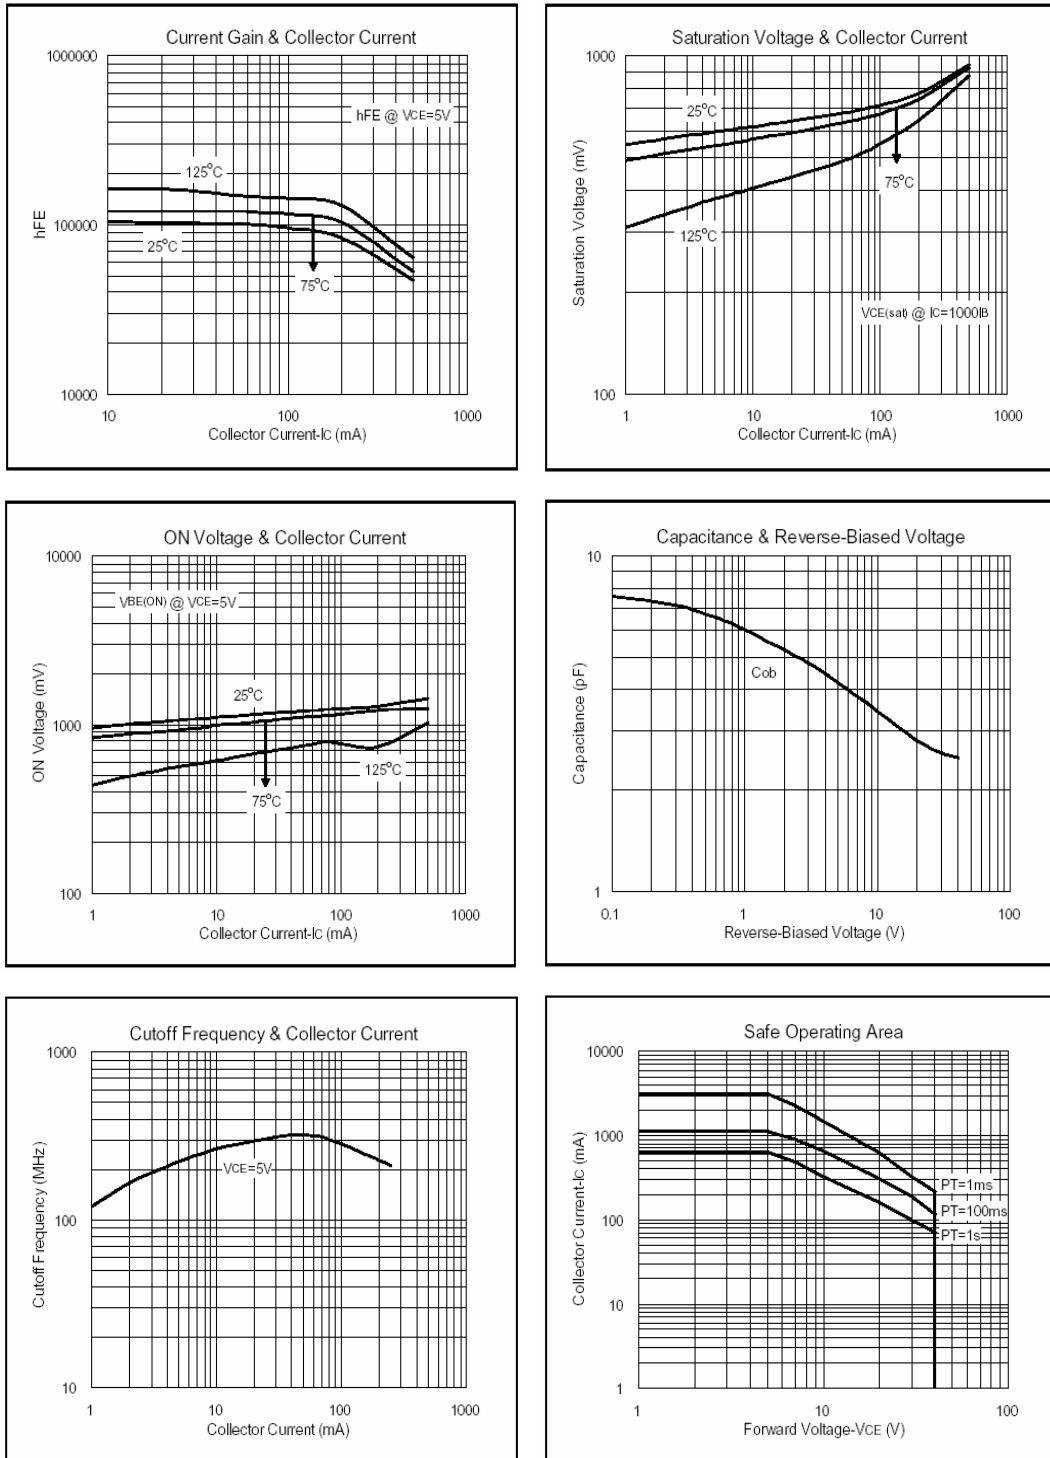 Current Gain & Collector Current
1000000
hFE @ VCE=5V
125°C
hFE
100000
25°C
75°C
10000
10
100
1000
Collector Current-IC (mA)
Saturation Voltage & Collector Current
1000
25°C
75°C
Saturation Voltage (mV)
125°C
VCE(sat) @ IC=1000IB
100
1
10
100
1000
Collector Current-IC (mA)
ON Voltage & Collector Current
10000
VBE(ON) @ VCE=5V
25°C
ON Voltage (mV)
1000
125°C
75°C
100
1
10
100
1000
Collector Current-IC (mA)
Capacitance & Reverse-Biased Voltage
10
Cob
Capacitance (pF)
1
0.1
1
10
100
Reverse-Biased Voltage (V)
Cutoff Frequency & Collector Current
1000
VCE=5V
Cutoff Frequency (MHz)
100
10
1
10
100
1000
Collector Current (mA)
Safe Operating Area
10000
1000
Collector Current-IC (mA)
PT=1ms
PT=100ms
100
PT=1s
10
1
1
10
100
Forward Voltage-VCE (V)